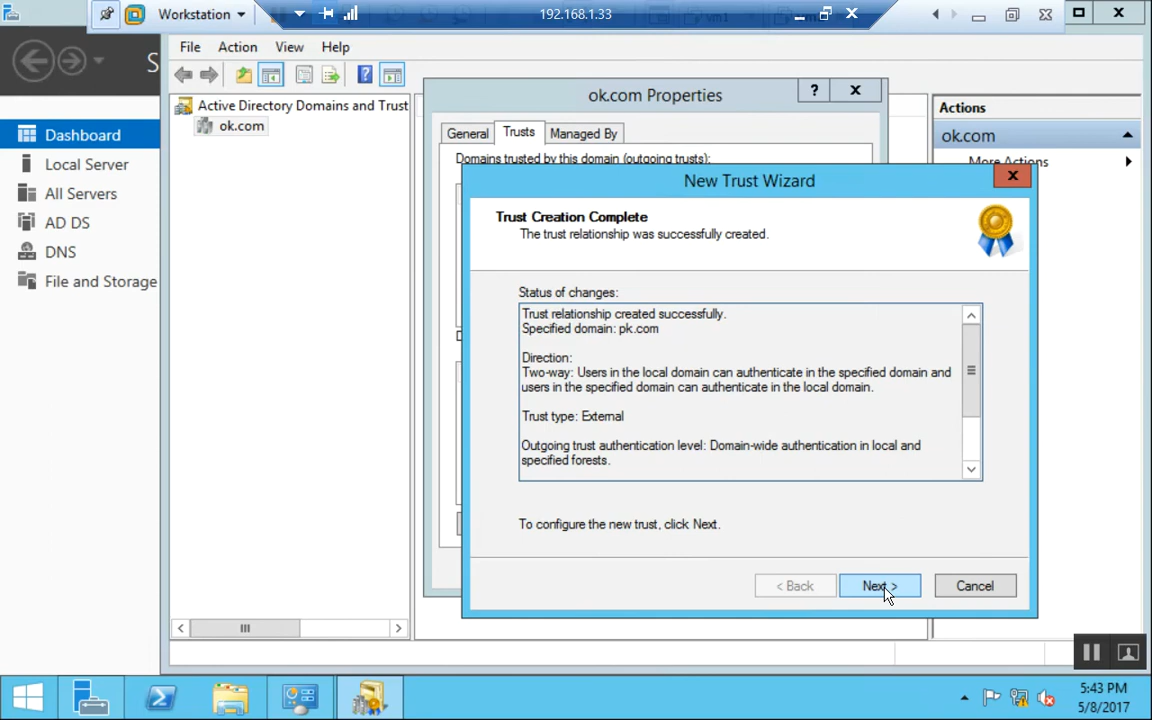 Workstation
192.168.1.33
File Action View Help
S
Dashboard
Local Server
All Servers
AD DS
DNS
File and Storage
Active Directory Domains and Trust
ok.com
ok.com Properties
?
General Trusts Managed By
Domains trusted by this domain (outgoing trusts):
New Trust Wizard
Trust Creation Complete
The trust relationship was successfully created.
Status of changes:
Trust relationship created successfully.
Specified domain: pk.com
Direction:
Two-way: Users in the local domain can authenticate in the specified domain and
users in the specified domain can authenticate in the local domain.
Trust type: External
Outgoing trust authentication level: Domain-wide authentication in local and
specified forests.
To configure the new trust, click Next.
< Back Next > Cancel
Actions
ok.com
More Actions
5:43 PM
5/8/2017